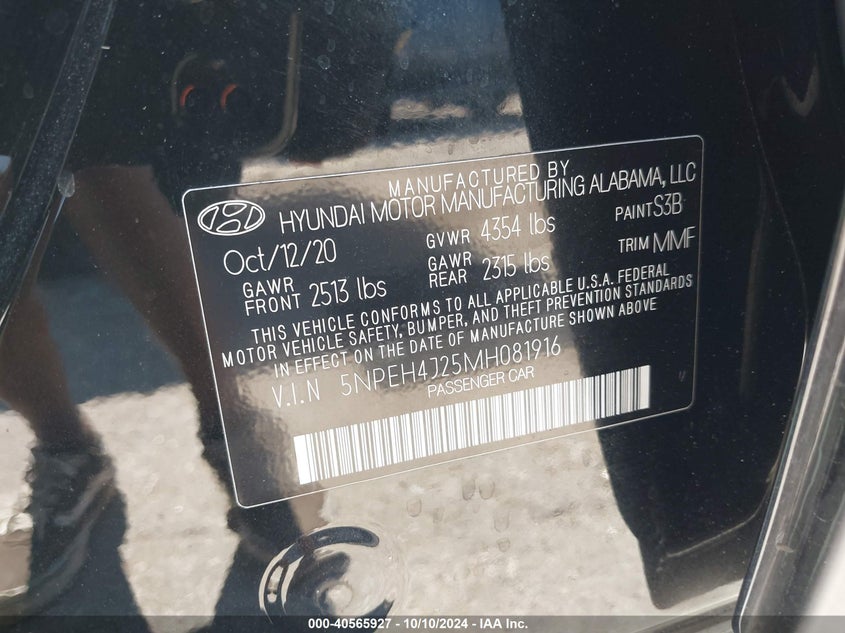 MANUFACTURED BY
HYUNDAI MOTOR MANUFACTURING ALABAMA, LLC
Oct/12/20 GVWR 4354 lbs PAINT S3B
GAWR FRONT 2513 lbs GAWR REAR 2315 lbs TRIM MMF
THIS VEHICLE CONFORMS TO ALL APPLICABLE U.S.A. FEDERAL
MOTOR VEHICLE SAFETY, BUMPER, AND THEFT PREVENTION STANDARDS
IN EFFECT ON THE DATE OF MANUFACTURE SHOWN ABOVE
V.I.N 5NPEH4J25MH081916
PASSENGER CAR
000-40565927 - 10/10/2024 - IAA Inc.